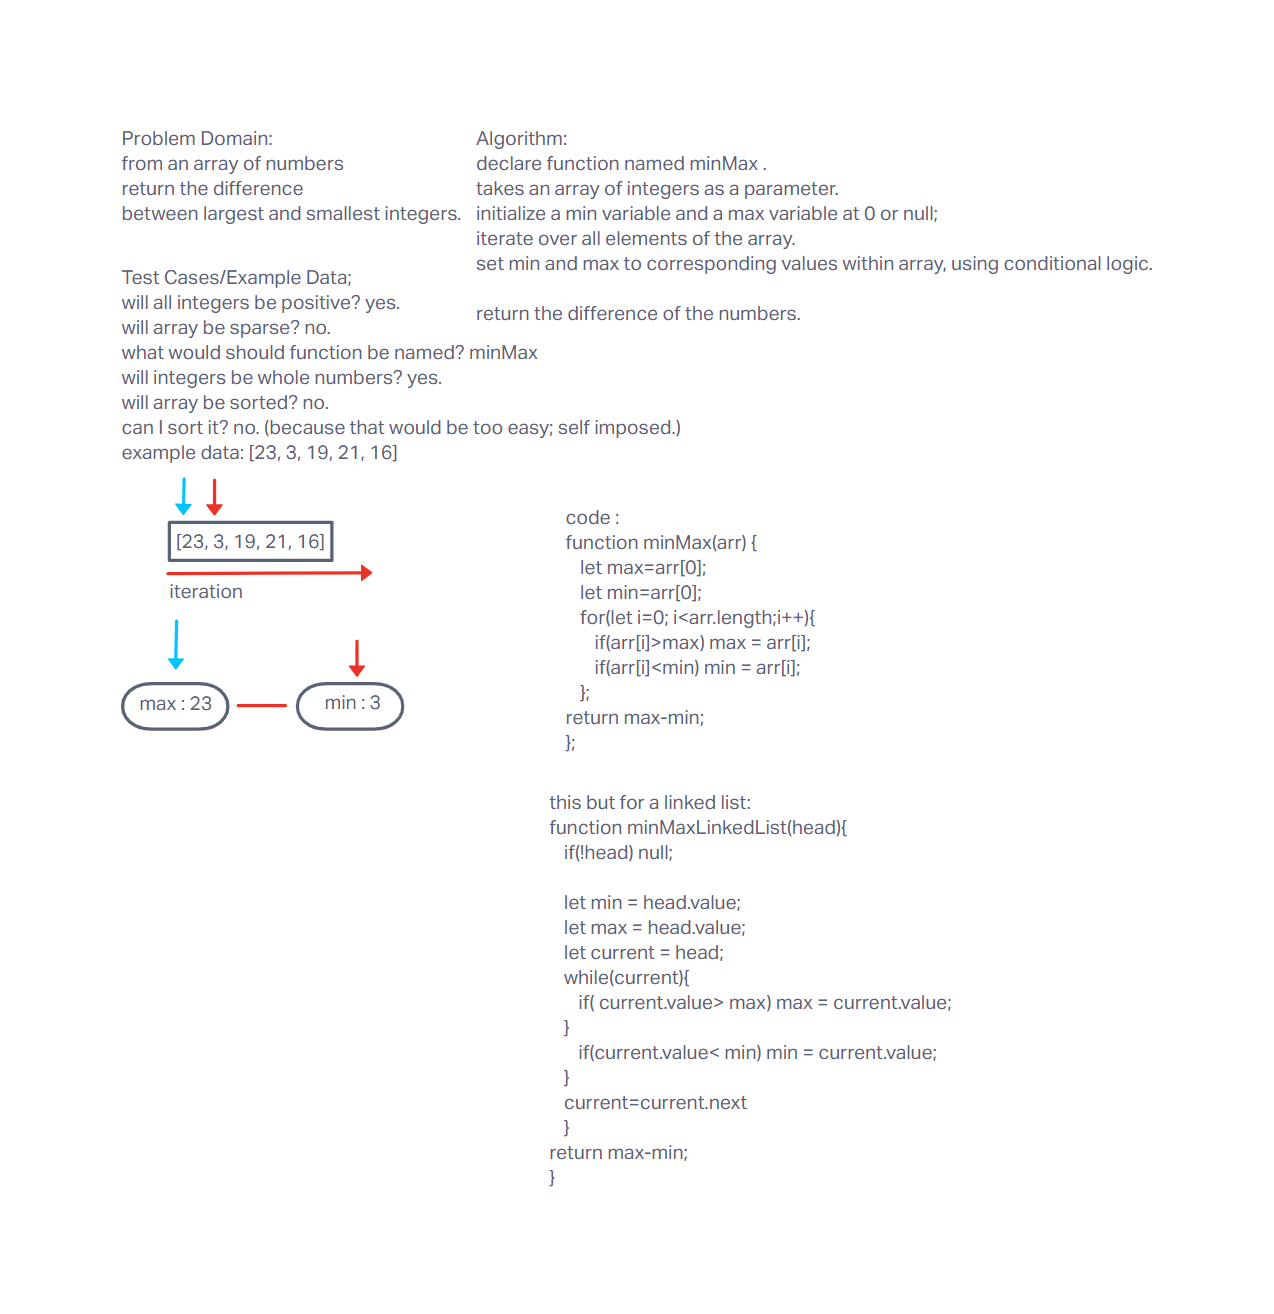 Problem Domain:
from an array of numbers
return the difference
between largest and smallest integers.
Algorithm:
declare function named minMax .
takes an array of integers as a parameter.
initialize a min variable and a max variable at 0 or null;
iterate over all elements of the array.
set min and max to corresponding values within array, using conditional logic.
return the difference of the numbers.
Test Cases/Example Data;
will all integers be positive? yes.
will array be sparse? no.
what would should function be named? minMax
will integers be whole numbers? yes.
will array be sorted? no.
can I sort it? no. (because that would be too easy; self imposed.)
example data: [23, 3, 19, 21, 16]
[23, 3, 19, 21, 16]
iteration
max : 23
min : 3
code :
function minMax(arr) {
let max=arr[0];
let min=arr[0];
for(let i=0; i<arr.length;i++){
if(arr[i]>max) max = arr[i];
if(arr[i]<min) min = arr[i];
};
return max-min;
};
this but for a linked list:
function minMaxLinkedList(head){
if(!head) null;
let min = head.value;
let max = head.value;
let current = head;
while(current){
if( current.value> max) max = current.value;
}
if(current.value< min) min = current.value;
}
current=current.next
}
return max-min;
}